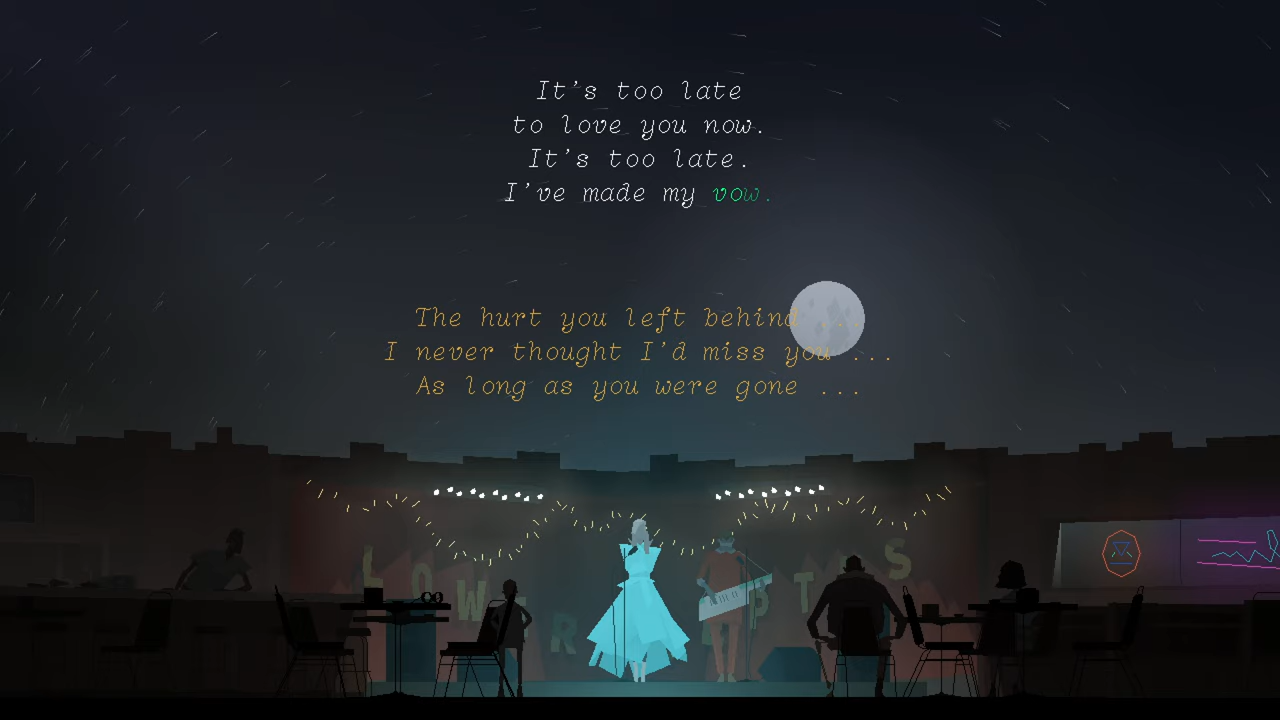 It's too late
to love you now.
It's too late.
I've made my vow.
The hurt you left behind ...
I never thought I'd miss you ...
As long as you were gone ...